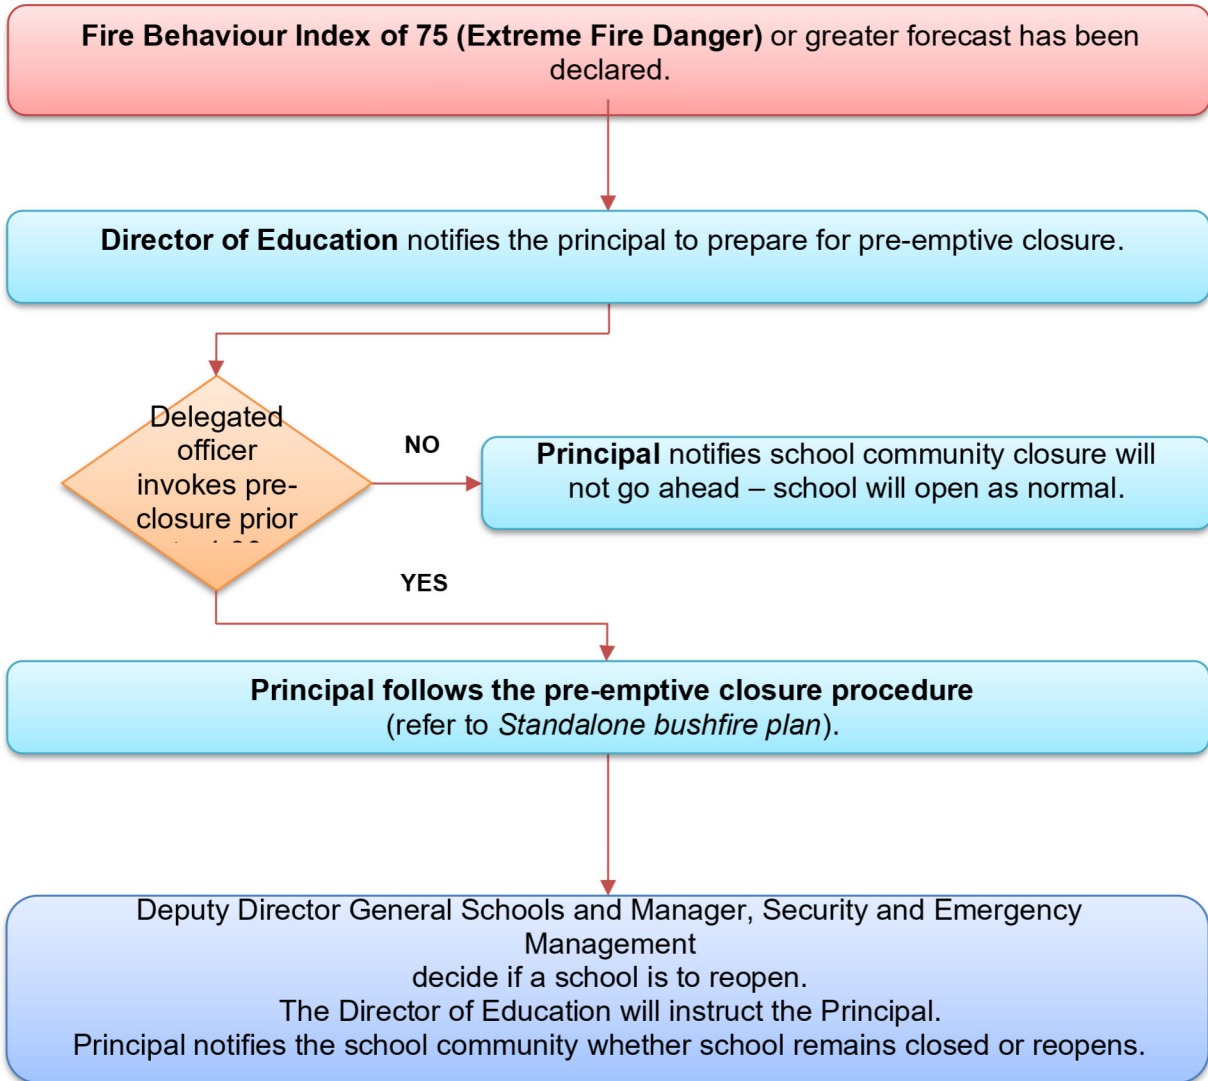 Fire Behaviour Index of 75 (Extreme Fire Danger) or greater forecast has been
declared.
Director of Education notifies the principal to prepare for pre-emptive closure.
Delegated
officer
invokes pre-
closure prior
NO
Principal notifies school community closure will
not go ahead – school will open as normal.
YES
Principal follows the pre-emptive closure procedure
(refer to Standalone bushfire plan).
Deputy Director General Schools and Manager, Security and Emergency
Management
decide if a school is to reopen.
The Director of Education will instruct the Principal.
Principal notifies the school community whether school remains closed or reopens.